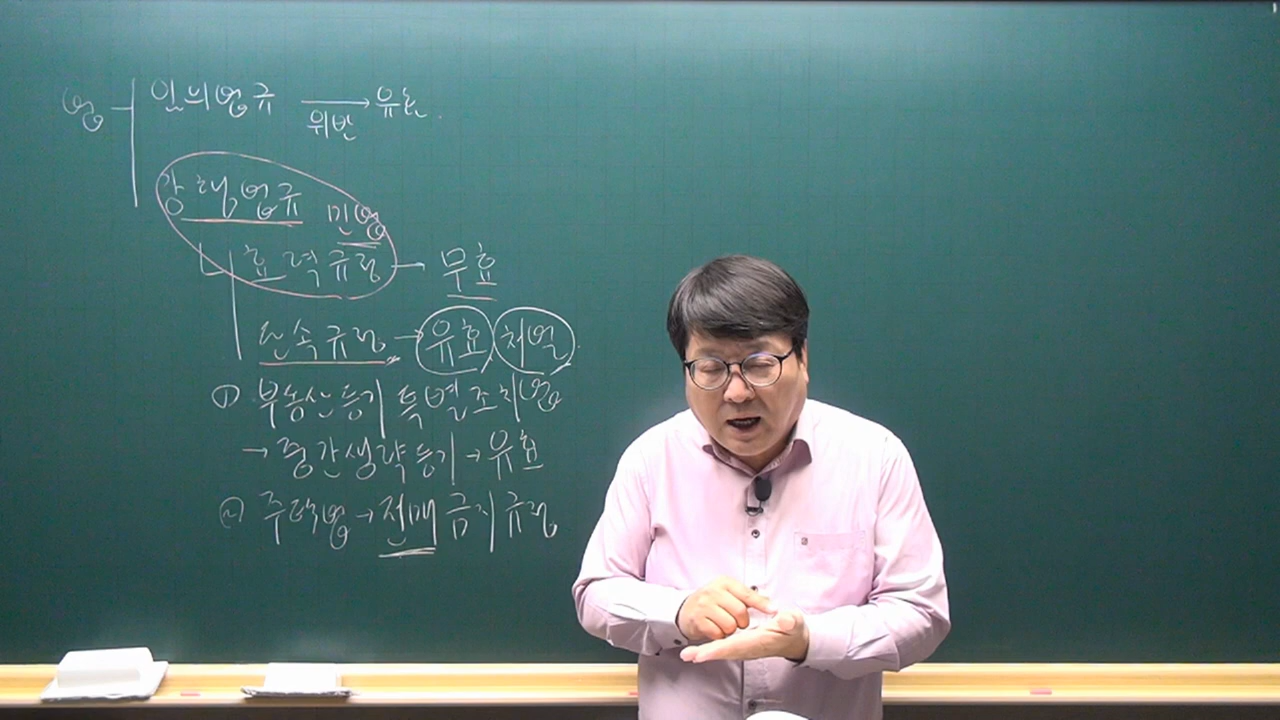 법 임의법규 → 유효.
위반
강행법규 민법
효력규정 - 무효
단속규정 → 유효, 처벌.
① 부동산등기특별조치법
→ 중간생략등기 → 유효
② 주택법 → 전매금지규정